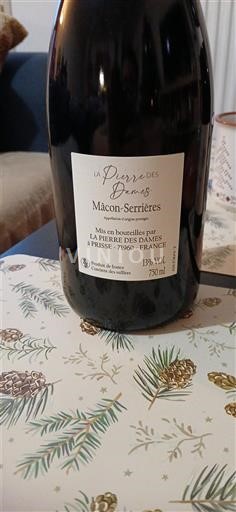 LA Pierre DES
Dames
Mâcon-Serrières
Appellation d'origine protégée
Mis en bouteilles par
LA PIERRE DES DAMES
à PRISSE - 71960 - FRANCE
Produit de france
Contient des sulfites
13% Vol.
750 ml